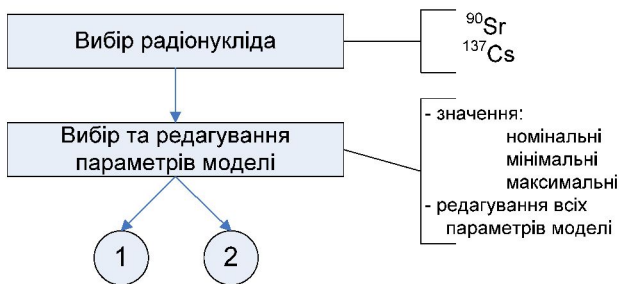 Вибір радіонукліда
⁹⁰Sr
¹³⁷Cs
Вибір та редагування
параметрів моделі
- значення:
номінальні
мінімальні
максимальні
- редагування всіх
параметрів моделі
1
2